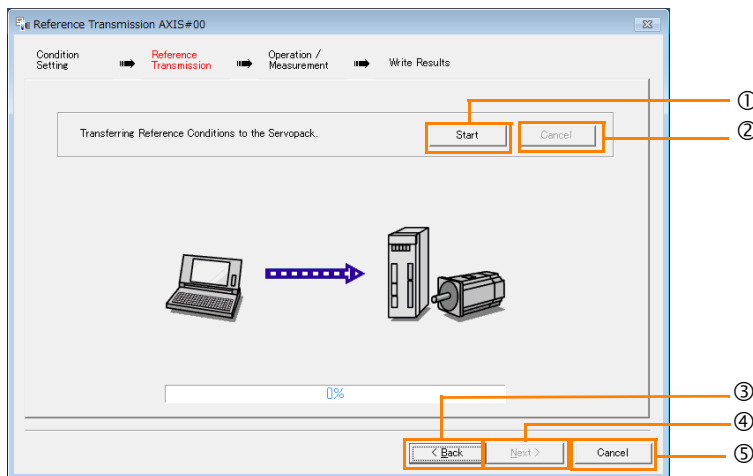 Reference Transmission AXIS#00
Condition Setting
Reference Transmission
Operation / Measurement
Write Results
Transferring Reference Conditions to the Servopack.
Start
Cancel
①
②
0%
③
④
⑤
< Back
Next >
Cancel